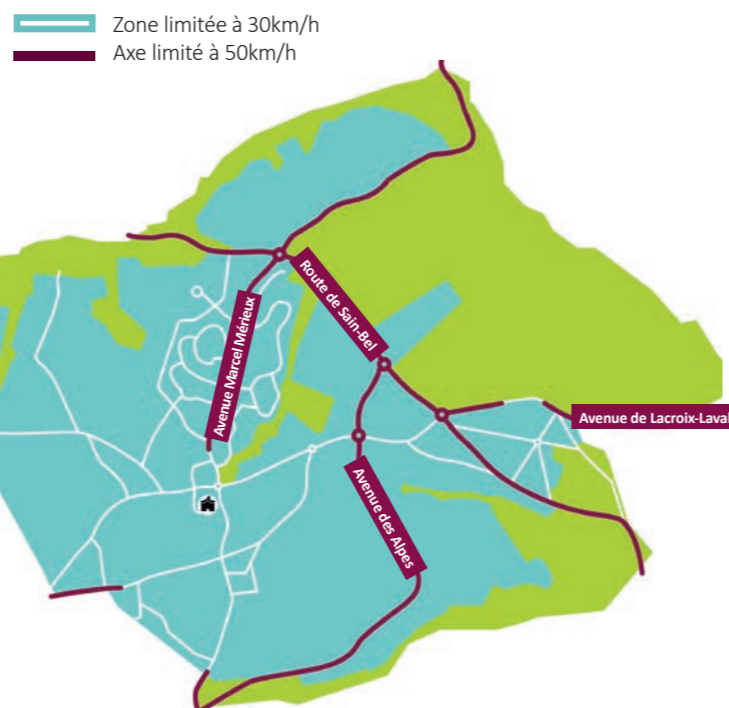 Zone limitée à 30km/h
Axe limité à 50km/h
Route de Sain-Bel
Avenue Marcel Mérieux
Avenue de Lacroix-Laval
Avenue des Alpes